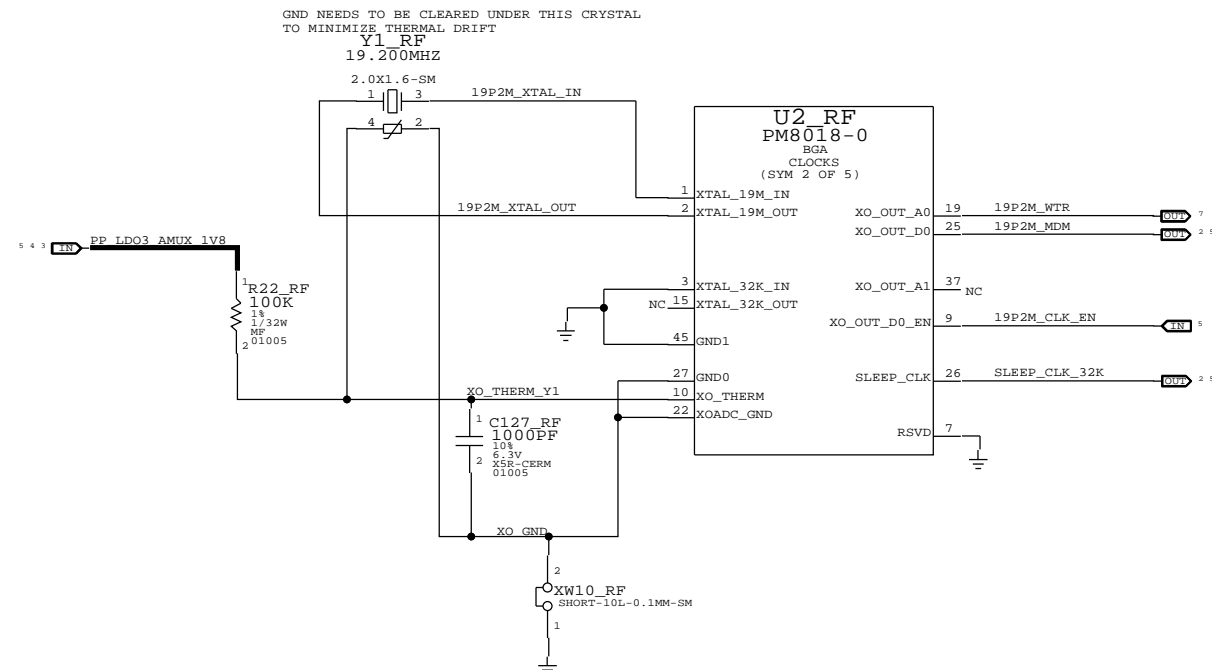 GND NEEDS TO BE CLEARED UNDER THIS CRYSTAL
TO MINIMIZE THERMAL DRIFT
Y1_RF
19.200MHZ
2.0X1.6-SM
1
3
19P2M_XTAL_IN
4
2
U2_RF
PM8018-0
BGA
CLOCKS
(SYM 2 OF 5)
1 XTAL_19M_IN
19P2M_XTAL_OUT
2 XTAL_19M_OUT
XO_OUT_A0 19 19P2M_WTR OUT 7
XO_OUT_D0 25 19P2M_MDM OUT 2 5
5 4 3 IN PP_LDO3_AMUX_1V8
1
R22_RF
100K
1%
1/32W
MF
01005
2
3 XTAL_32K_IN
XO_OUT_A1 37 NC
NC 15 XTAL_32K_OUT
XO_OUT_D0_EN 9 19P2M_CLK_EN IN 5
45 GND1
27 GND0
SLEEP_CLK 26 SLEEP_CLK_32K OUT 2 5
XO_THERM_Y1
10 XO_THERM
22 XOADC_GND
RSVD 7
1
C127_RF
1000PF
10%
6.3V
X5R-CERM
01005
2
XO_GND
2
XW10_RF
SHORT-10L-0.1MM-SM
1